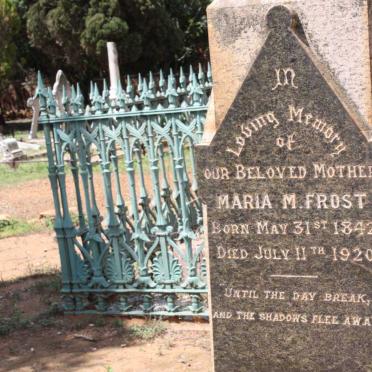 in
Loving Memory
of
OUR BELOVED MOTHER
MARIA M. FROST
BORN MAY 31ST 1842
DIED JULY 11TH 1920
UNTIL THE DAY BREAK,
AND THE SHADOWS FLEE AWAY